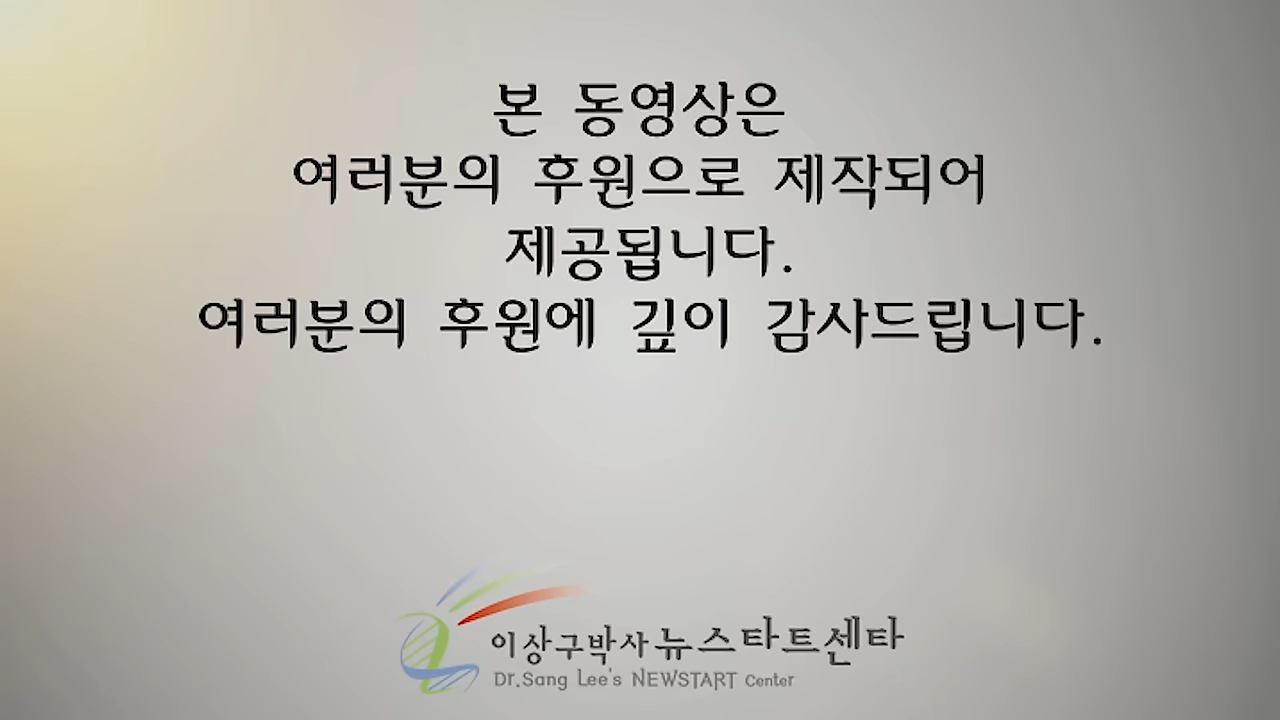 본 동영상은
여러분의 후원으로 제작되어
제공됩니다.
여러분의 후원에 깊이 감사드립니다.
이상구박사 뉴스타트센타
Dr.Sang Lee's NEWSTART Center